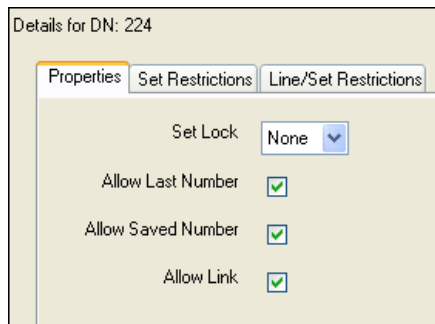 Details for DN: 224
Properties Set Restrictions Line/Set Restrictions
Set Lock None
Allow Last Number
Allow Saved Number
Allow Link